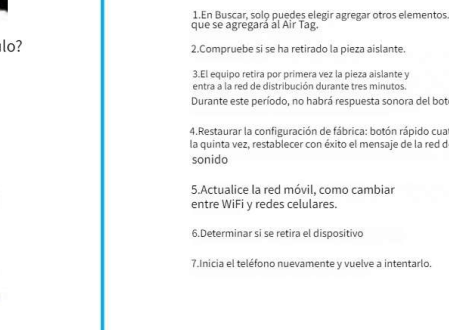 lo?
1.En Buscar, solo puedes elegir agregar otros elementos.
que se agregará al Air Tag.
2.Compruebe si se ha retirado la pieza aislante.
3.El equipo retira por primera vez la pieza aislante y
entra a la red de distribución durante tres minutos.
Durante este período, no habrá respuesta sonora del bot
4.Restaurar la configuración de fábrica: botón rápido cua
la quinta vez, restablecer con éxito el mensaje de la red d
sonido
5.Actualice la red móvil, como cambiar
entre WiFi y redes celulares.
6.Determinar si se retira el dispositivo
7.Inicia el teléfono nuevamente y vuelve a intentarlo.